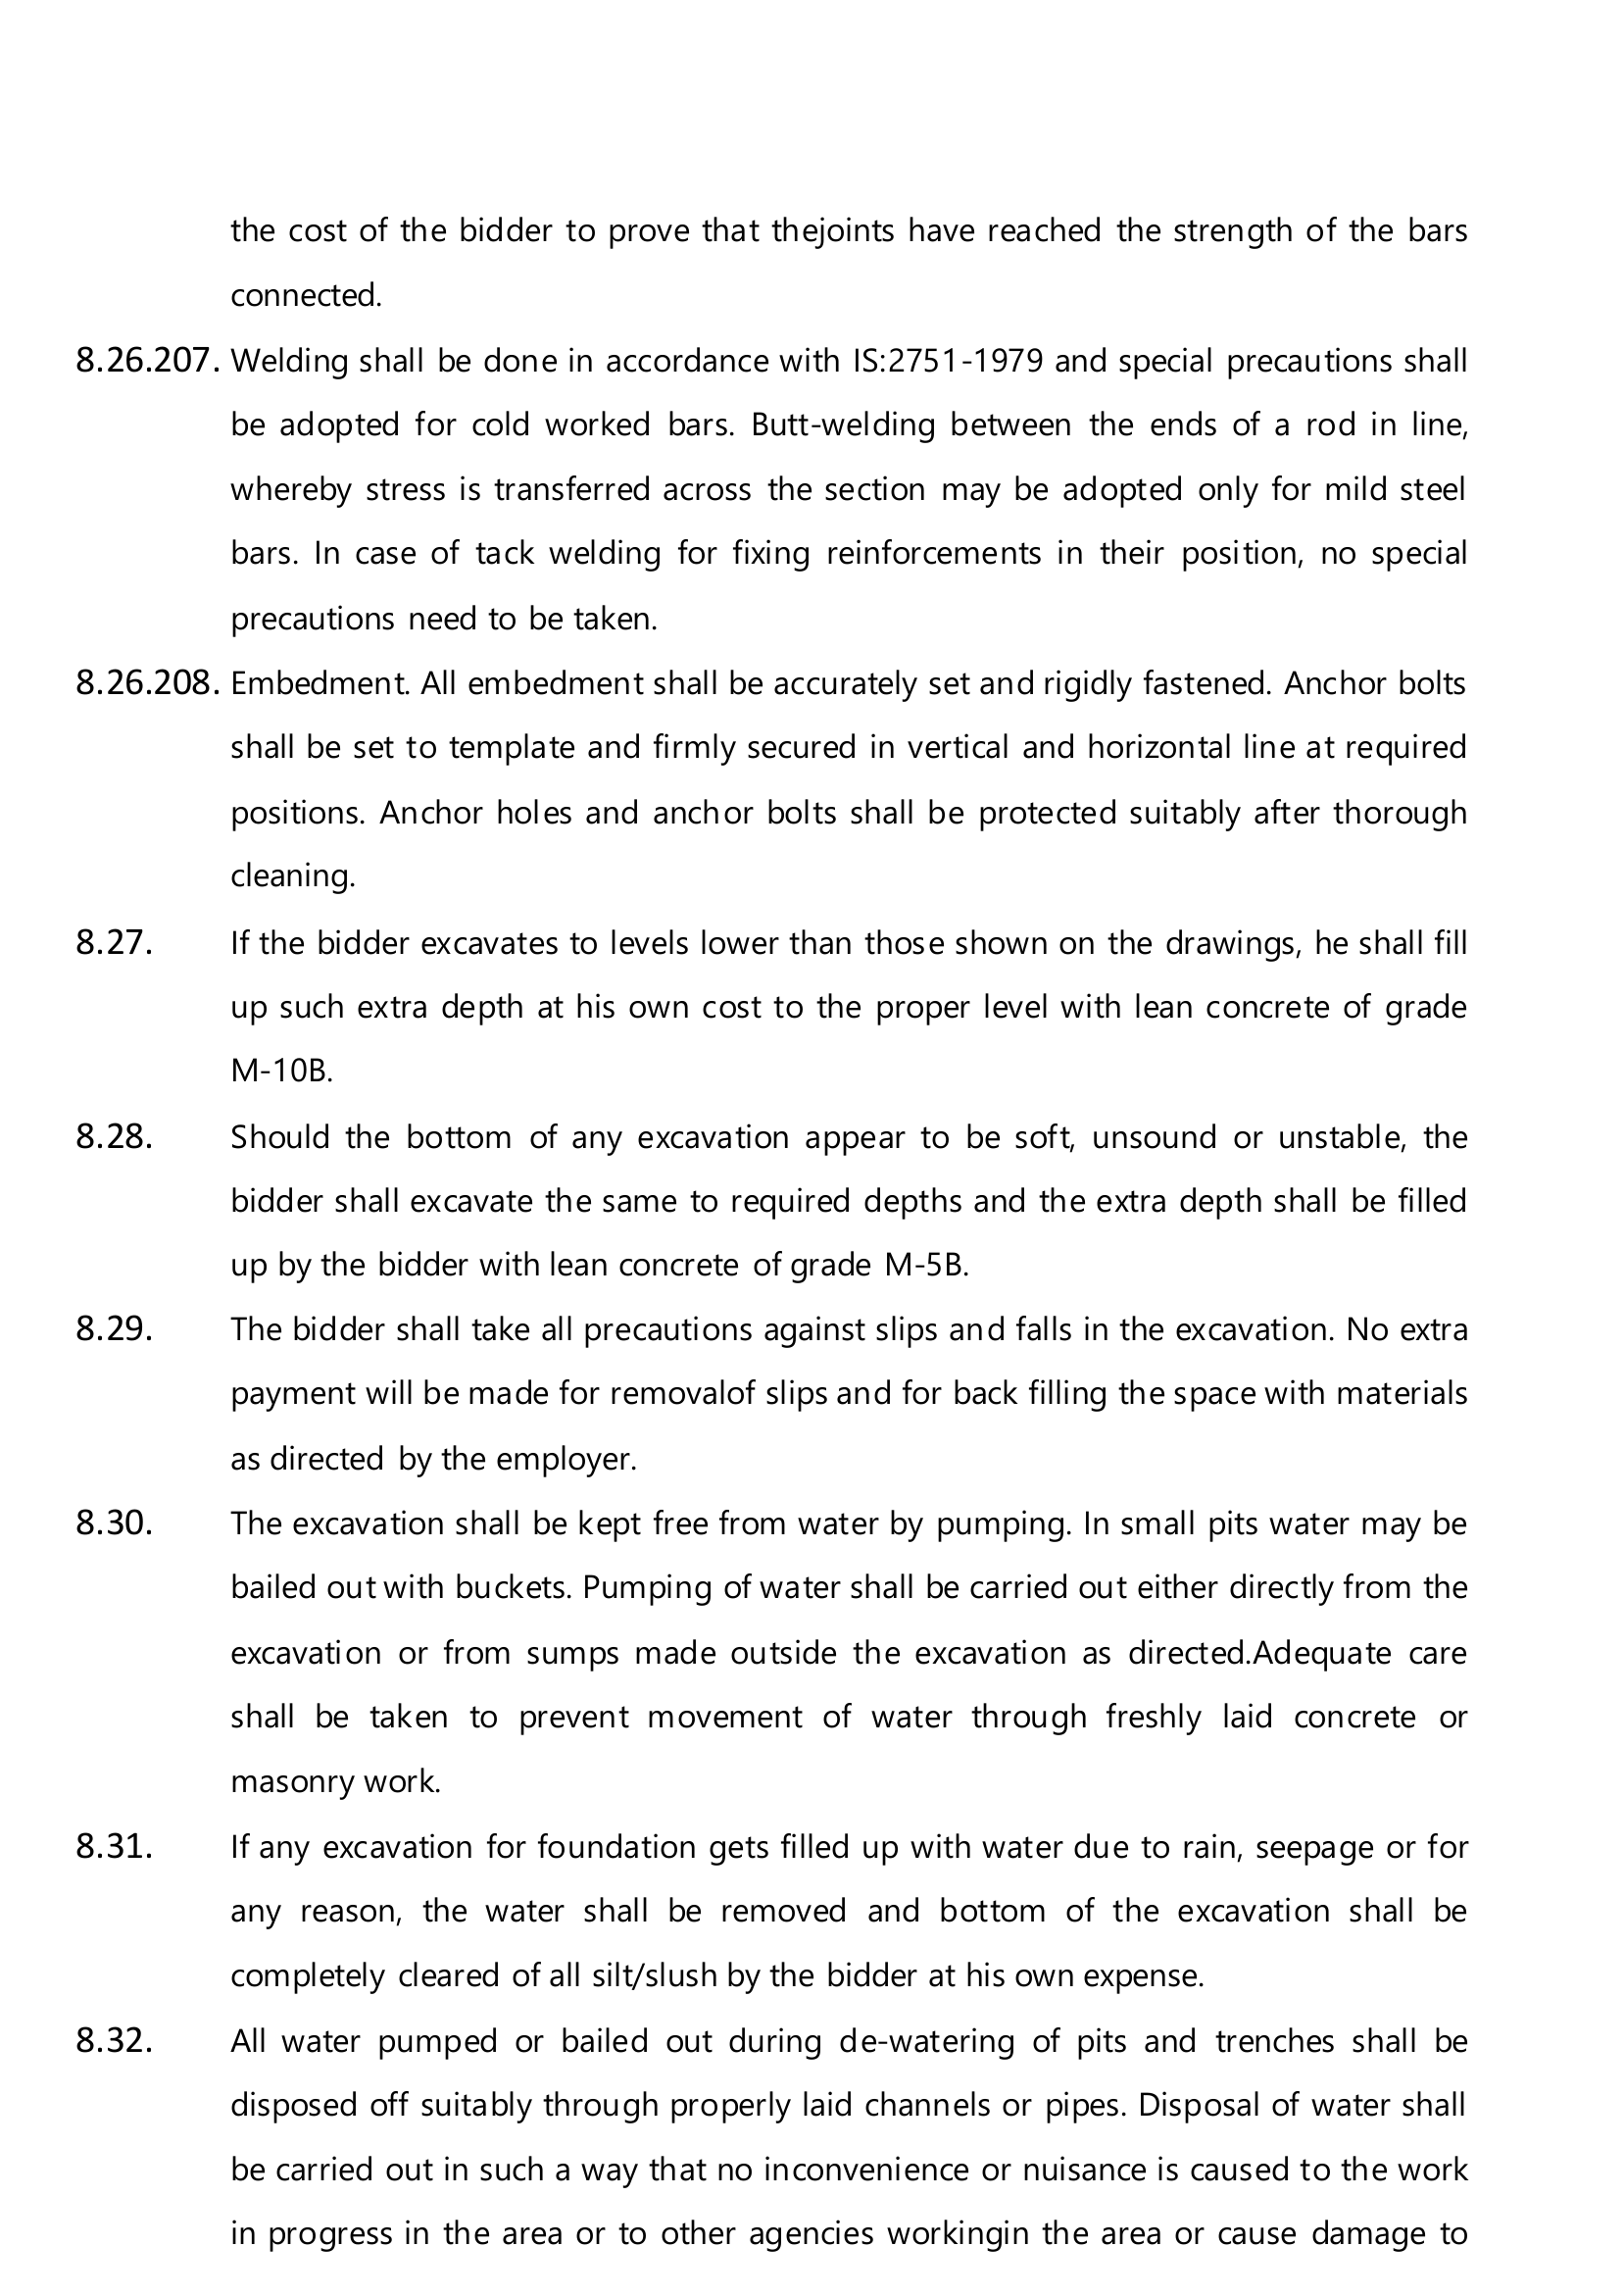 the cost of the bidder to prove that thejoints have reached the strength of the bars
connected.
8.26.207. Welding shall be done in accordance with IS:2751-1979 and special precautions shall
be adopted for cold worked bars. Butt-welding between the ends of a rod in line,
whereby stress is transferred across the section may be adopted only for mild steel
bars. In case of tack welding for fixing reinforcements in their position, no special
precautions need to be taken.
8.26.208. Embedment. All embedment shall be accurately set and rigidly fastened. Anchor bolts
shall be set to template and firmly secured in vertical and horizontal line at required
positions. Anchor holes and anchor bolts shall be protected suitably after thorough
cleaning.
8.27. If the bidder excavates to levels lower than those shown on the drawings, he shall fill
up such extra depth at his own cost to the proper level with lean concrete of grade
M-10B.
8.28. Should the bottom of any excavation appear to be soft, unsound or unstable, the
bidder shall excavate the same to required depths and the extra depth shall be filled
up by the bidder with lean concrete of grade M-5B.
8.29. The bidder shall take all precautions against slips and falls in the excavation. No extra
payment will be made for removalof slips and for back filling the space with materials
as directed by the employer.
8.30. The excavation shall be kept free from water by pumping. In small pits water may be
bailed out with buckets. Pumping of water shall be carried out either directly from the
excavation or from sumps made outside the excavation as directed.Adequate care
shall be taken to prevent movement of water through freshly laid concrete or
masonry work.
8.31. If any excavation for foundation gets filled up with water due to rain, seepage or for
any reason, the water shall be removed and bottom of the excavation shall be
completely cleared of all silt/slush by the bidder at his own expense.
8.32. All water pumped or bailed out during de-watering of pits and trenches shall be
disposed off suitably through properly laid channels or pipes. Disposal of water shall
be carried out in such a way that no inconvenience or nuisance is caused to the work
in progress in the area or to other agencies workingin the area or cause damage to